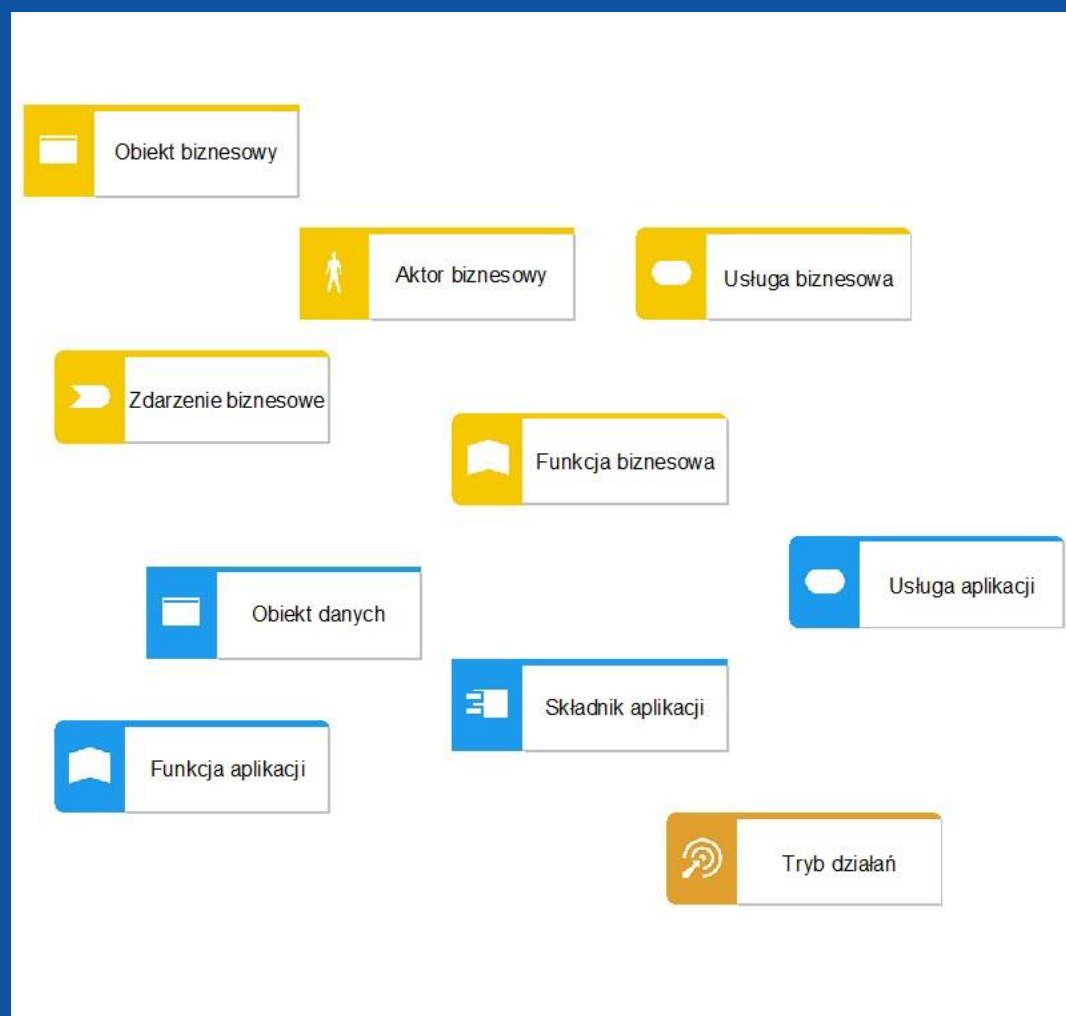 Obiekt biznesowy
Aktor biznesowy
Usługa biznesowa
Zdarzenie biznesowe
Funkcja biznesowa
Usługa aplikacji
Obiekt danych
Składnik aplikacji
Funkcja aplikacji
Tryb działań